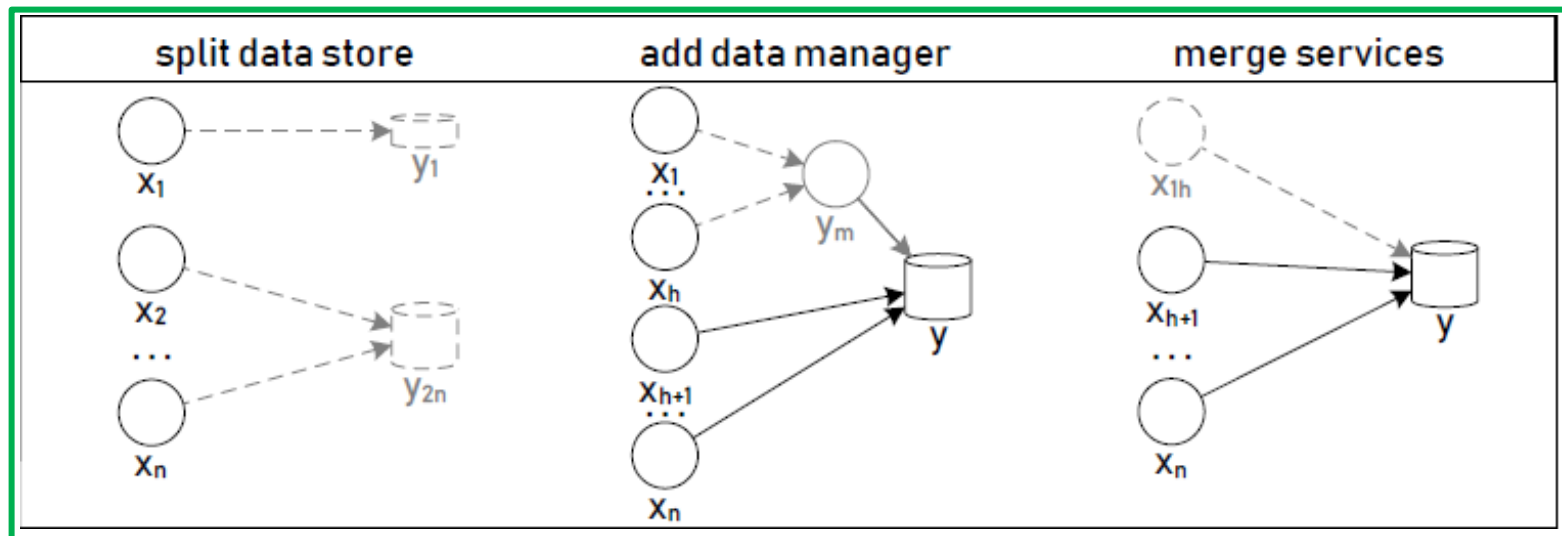 split data store
add data manager
merge services
x₁
y₁
x₂
...
xₙ
y₂ₙ
x₁
...
xₕ
yₘ
xₕ₊₁
...
xₙ
y
x₁ₕ
xₕ₊₁
...
xₙ
y